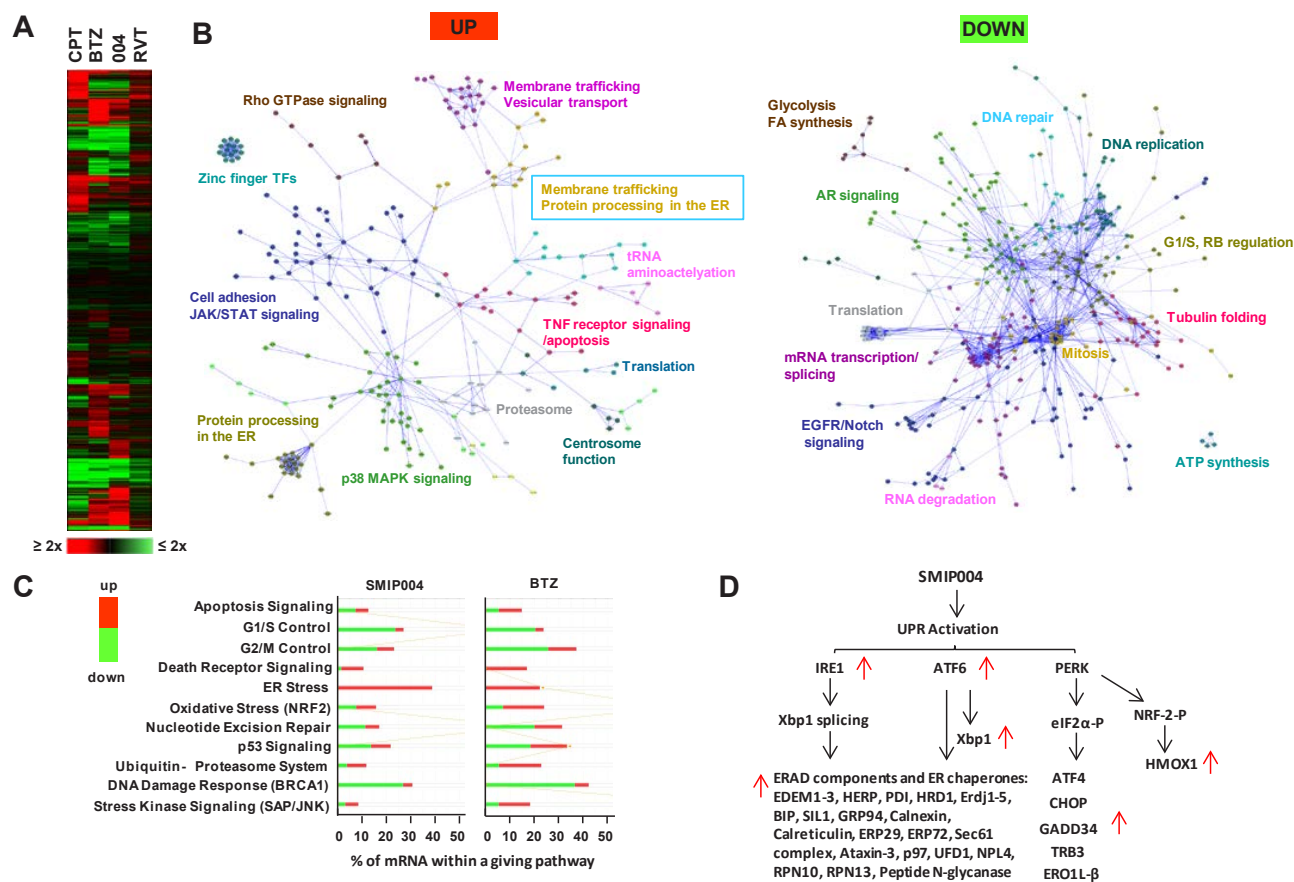 A
CPT
BTZ
004
RVT
≥ 2x
≤ 2x
B
UP
Rho GTPase signaling
Membrane trafficking
Vesicular transport
Zinc finger TFs
Membrane trafficking
Protein processing in the ER
tRNA
aminoactelyation
Cell adhesion
JAK/STAT signaling
TNF receptor signaling
/apoptosis
Translation
Proteasome
Protein processing
in the ER
Centrosome
function
p38 MAPK signaling
DOWN
Glycolysis
FA synthesis
DNA repair
DNA replication
AR signaling
G1/S, RB regulation
Translation
Tubulin folding
mRNA transcription/
splicing
Mitosis
EGFR/Notch
signaling
ATP synthesis
RNA degradation
C
up
down
SMIP004
BTZ
Apoptosis Signaling
G1/S Control
G2/M Control
Death Receptor Signaling
ER Stress
Oxidative Stress (NRF2)
Nucleotide Excision Repair
p53 Signaling
Ubiquitin- Proteasome System
DNA Damage Response (BRCA1)
Stress Kinase Signaling (SAP/JNK)
0 10 20 30 40 50
0 10 20 30 40 50
% of mRNA within a giving pathway
D
SMIP004
UPR Activation
IRE1
ATF6
PERK
Xbp1 splicing
Xbp1
eIF2α-P
NRF-2-P
HMOX1
ERAD components and ER chaperones:
EDEM1-3, HERP, PDI, HRD1, Erdj1-5,
BIP, SIL1, GRP94, Calnexin,
Calreticulin, ERP29, ERP72, Sec61
complex, Ataxin-3, p97, UFD1, NPL4,
RPN10, RPN13, Peptide N-glycanase
ATF4
CHOP
GADD34
TRB3
ERO1L-β